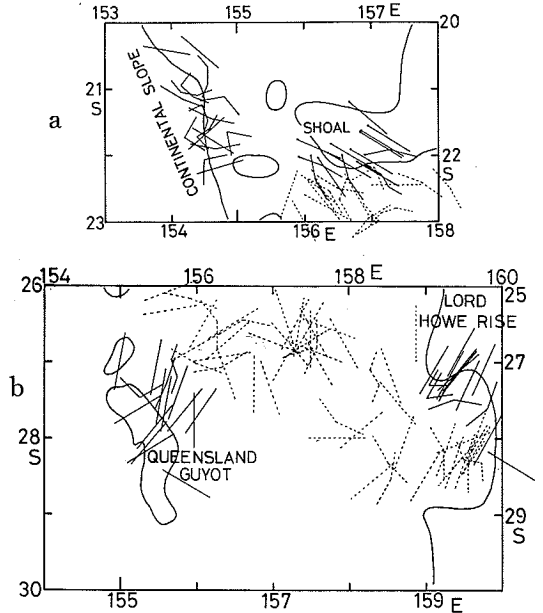 153 155 157 E 20
21
S
a
CONTINENTAL SLOPE
SHOAL
22
S
23
154 156 E 158
154 156 158 E 160
26 25
LORD
HOWE RISE
27
b
28
S
QUEENSLAND
GUYOT
29
S
30
155 157 159 E